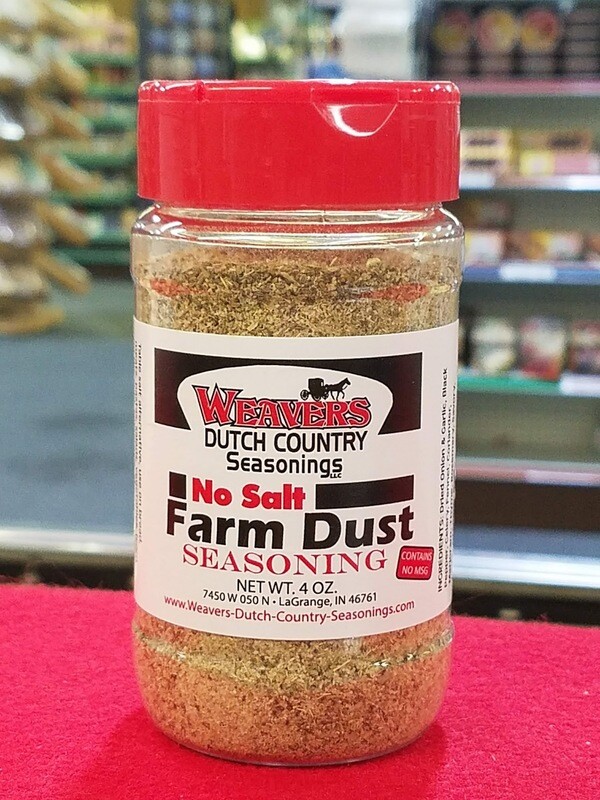 WEAVERS
DUTCH COUNTRY
Seasonings
LLC
No Salt
Farm Dust
SEASONING
CONTAINS
NO MSG
NET WT. 4 OZ.
7450 W 050 N • LaGrange, IN 46761
www.Weavers-Dutch-Country-Seasonings.com
INGREDIENTS: Dried Onion & Garlic, Black